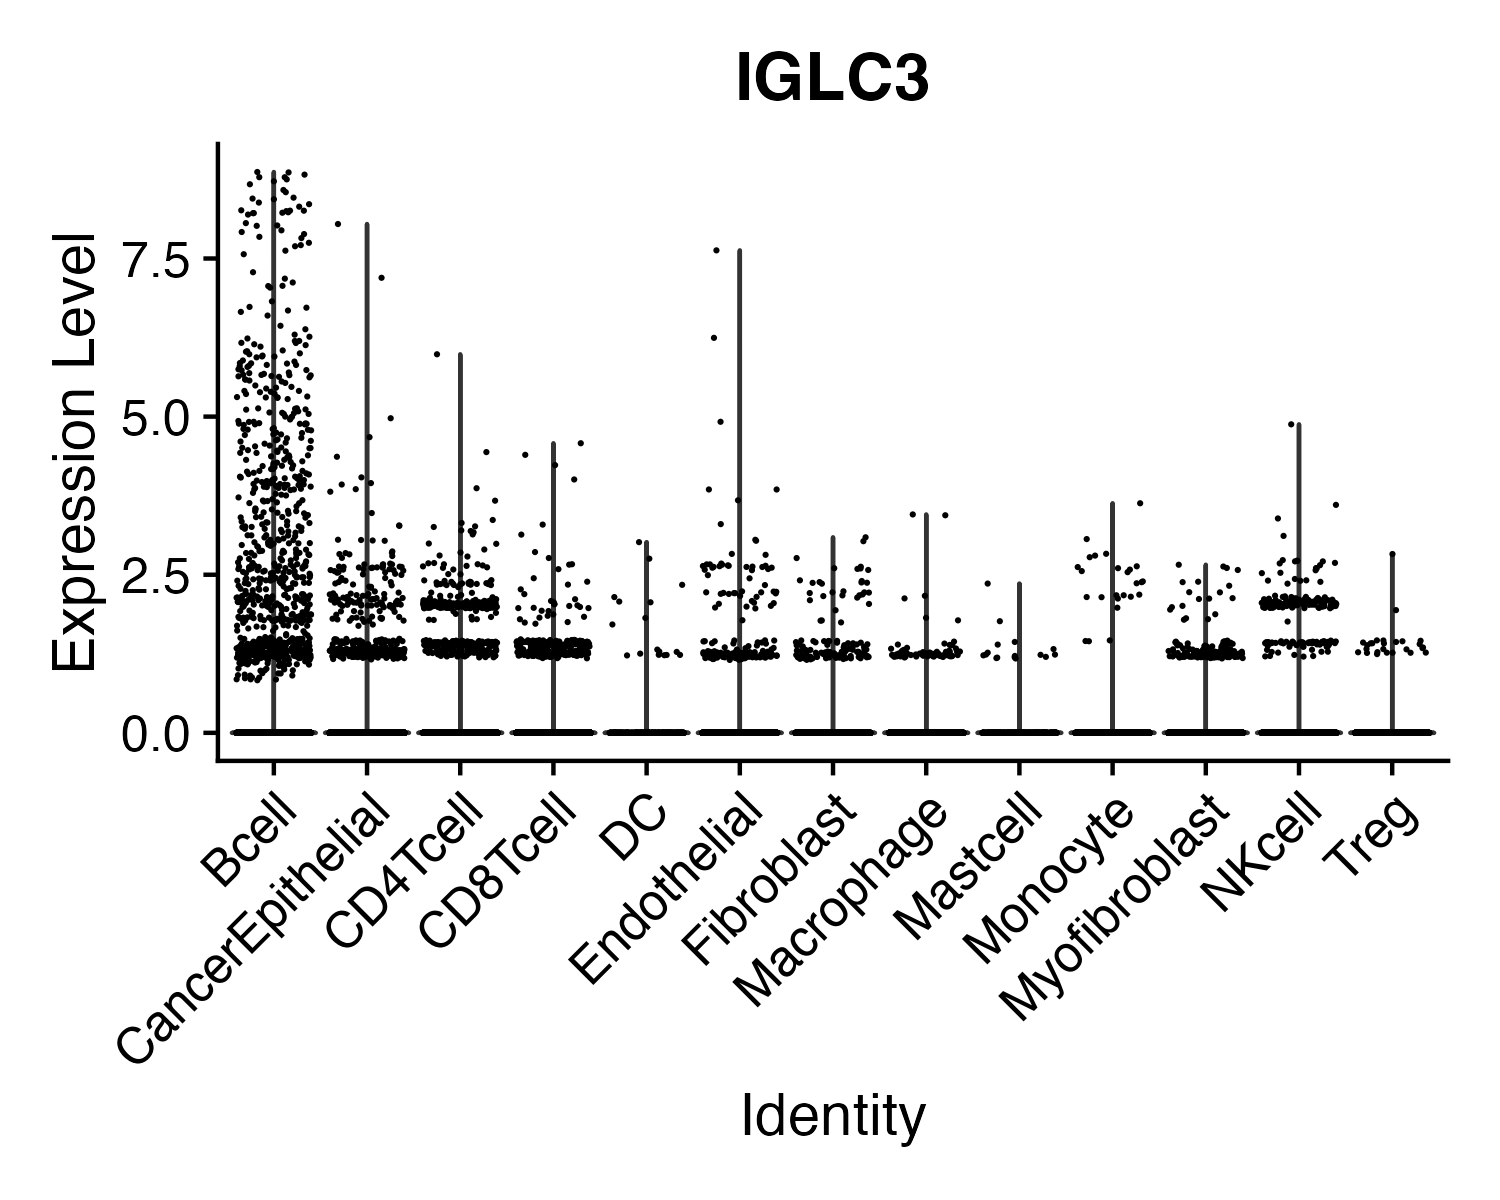 IGLC3
Expression Level
7.5
5.0
2.5
0.0
Bcell
CancerEpithelial
CD4Tcell
CD8Tcell
DC
Endothelial
Fibroblast
Macrophage
Mastcell
Monocyte
Myofibroblast
NKcell
Treg
Identity